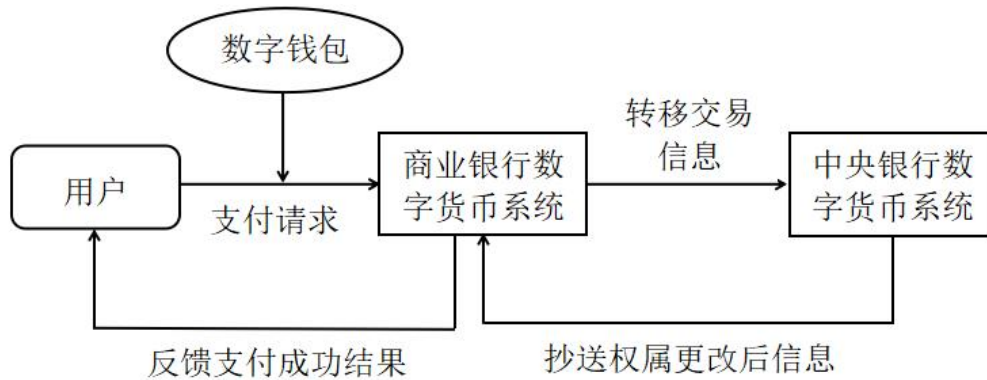 数字钱包
用户
支付请求
商业银行数
字货币系统
转移交易
信息
中央银行数
字货币系统
反馈支付成功结果
抄送权属更改后信息